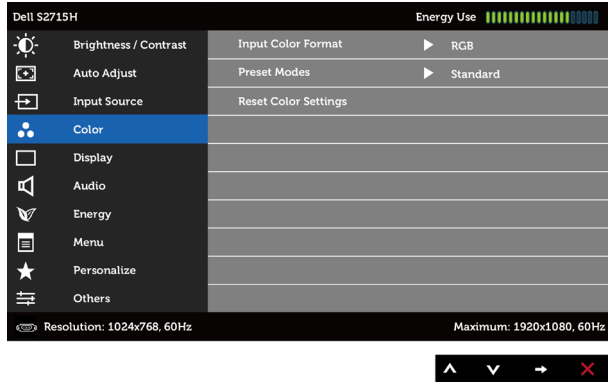 Dell S2715H Energy Use
Brightness / Contrast Input Color Format RGB
Auto Adjust Preset Modes Standard
Input Source Reset Color Settings
Color
Display
Audio
Energy
Menu
Personalize
Others
Resolution: 1024x768, 60Hz Maximum: 1920x1080, 60Hz